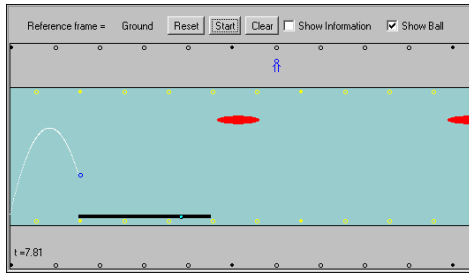 Reference frame = Ground Reset Start Clear Show Information Show Ball
t =7.81